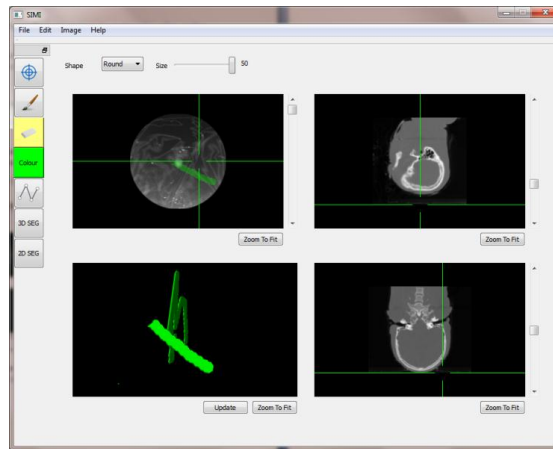 SIMI
File Edit Image Help
Shape Round Size 50
Colour
3D SEG
2D SEG
Zoom To Fit
Zoom To Fit
Update Zoom To Fit
Zoom To Fit